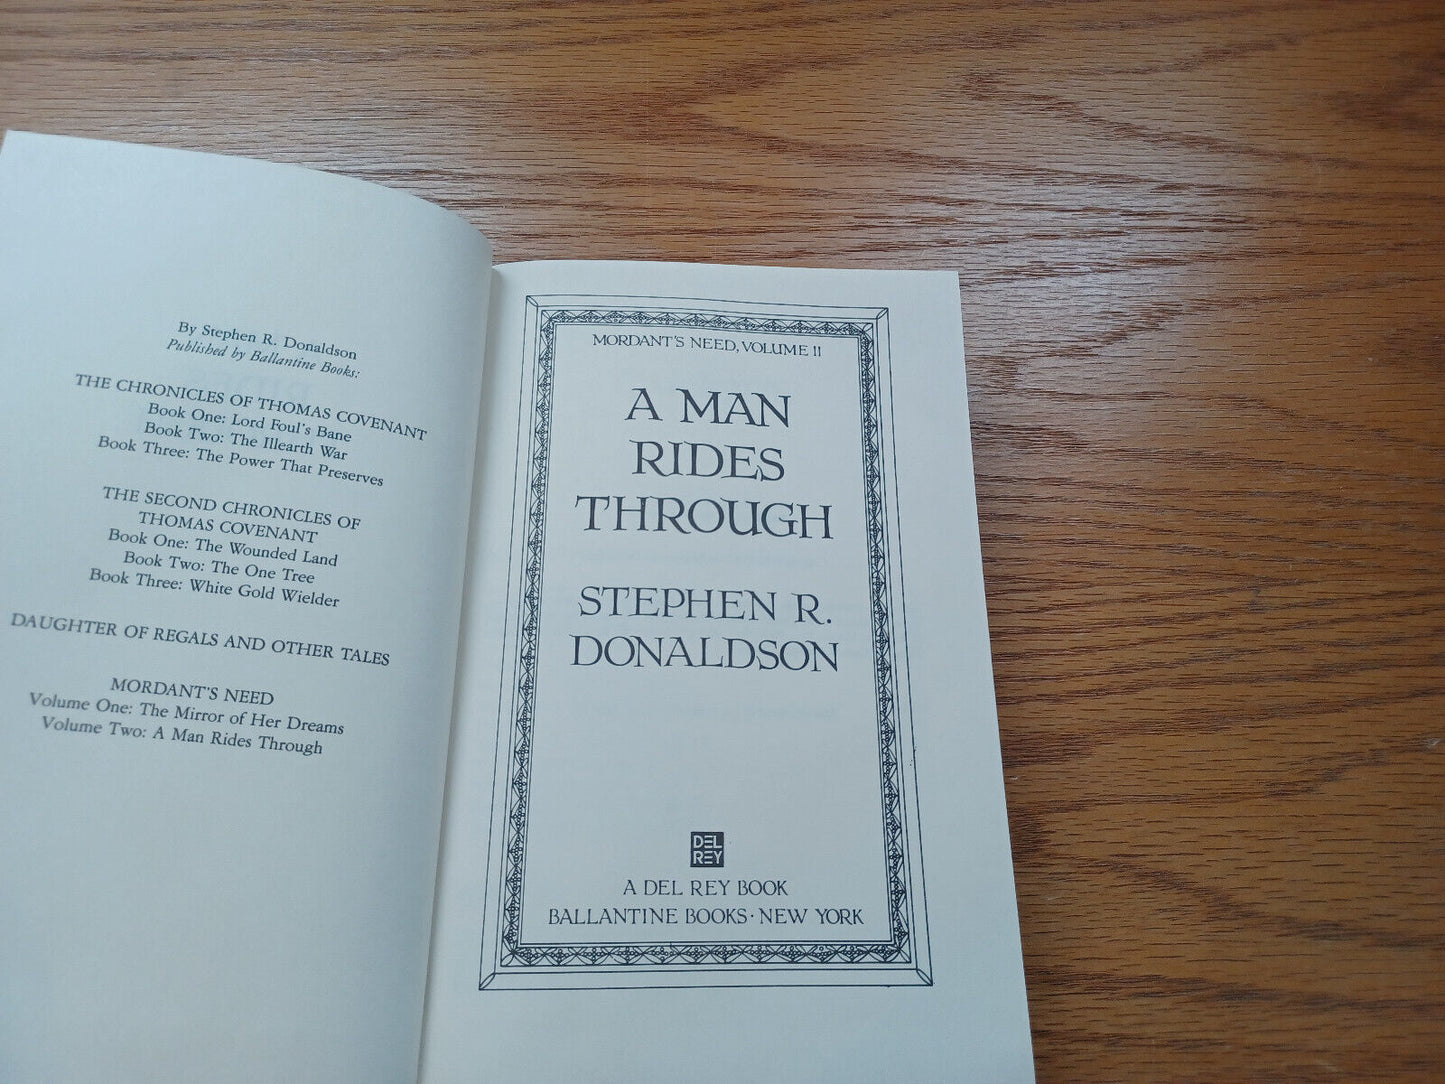 By Stephen R. Donaldson
Published by Ballantine Books:
THE CHRONICLES OF THOMAS COVENANT
Book One: Lord Foul's Bane
Book Two: The Illearth War
Book Three: The Power That Preserves
THE SECOND CHRONICLES OF
THOMAS COVENANT
Book One: The Wounded Land
Book Two: The One Tree
Book Three: White Gold Wielder
DAUGHTER OF REGALS AND OTHER TALES
MORDANT'S NEED
Volume One: The Mirror of Her Dreams
Volume Two: A Man Rides Through
MORDANT'S NEED, VOLUME II
A MAN
RIDES
THROUGH
STEPHEN R.
DONALDSON
DEL
REY
A DEL REY BOOK
BALLANTINE BOOKS · NEW YORK